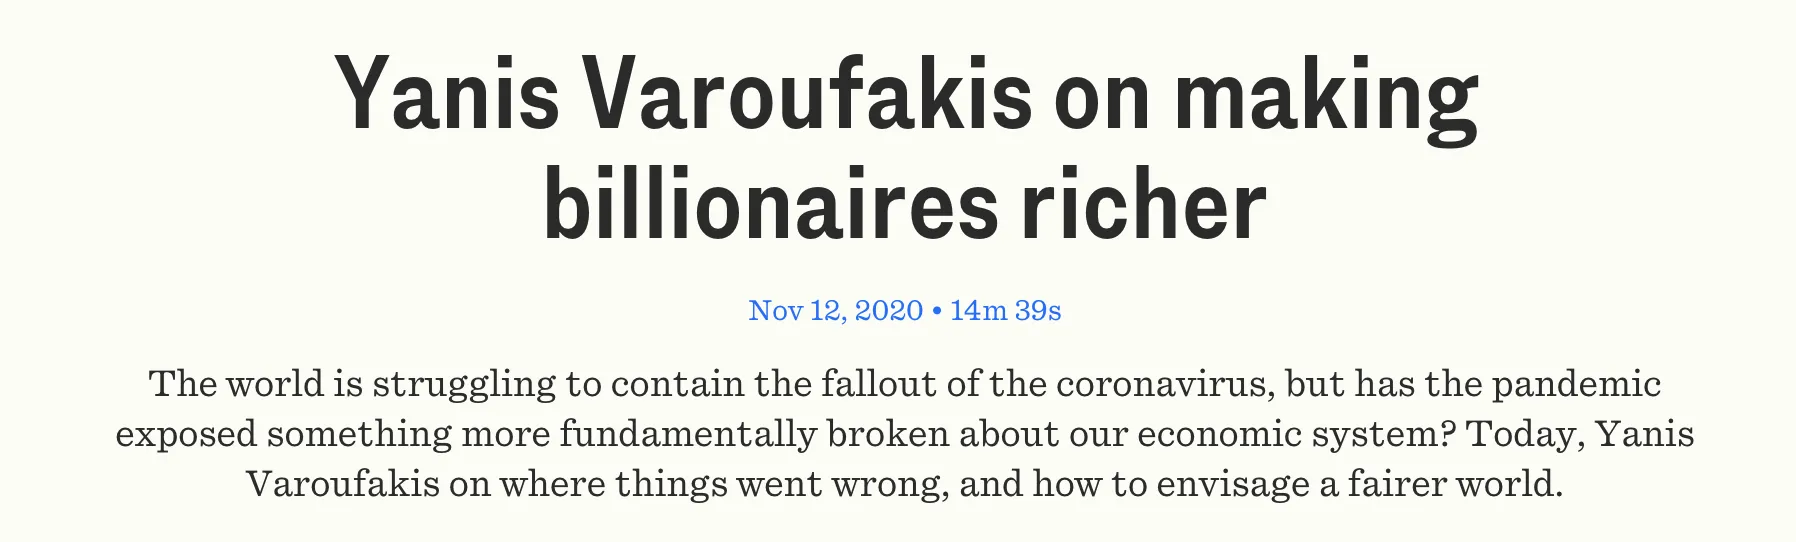 Yanis Varoufakis on making
billionaires richer
Nov 12, 2020 • 14m 39s
The world is struggling to contain the fallout of the coronavirus, but has the pandemic
exposed something more fundamentally broken about our economic system? Today, Yanis
Varoufakis on where things went wrong, and how to envisage a fairer world.